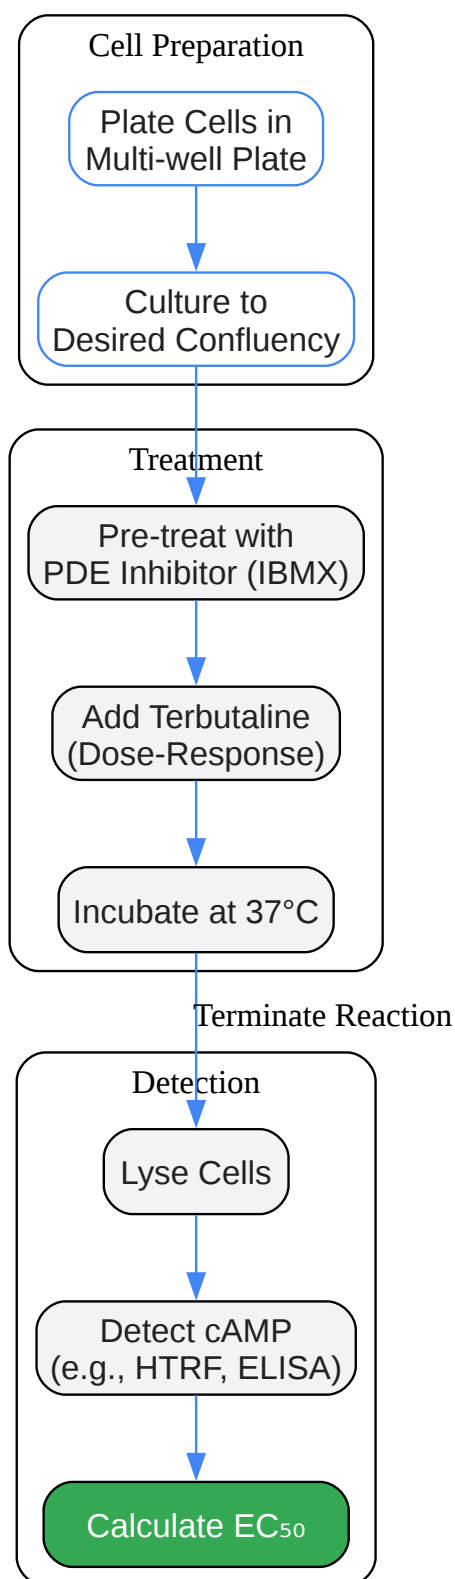 Cell Preparation
Plate Cells in
Multi-well Plate
Culture to
Desired Confluency
Treatment
Pre-treat with
PDE Inhibitor (IBMX)
Add Terbutaline
(Dose-Response)
Incubate at 37°C
Terminate Reaction
Detection
Lyse Cells
Detect cAMP
(e.g., HTRF, ELISA)
Calculate EC₅₀